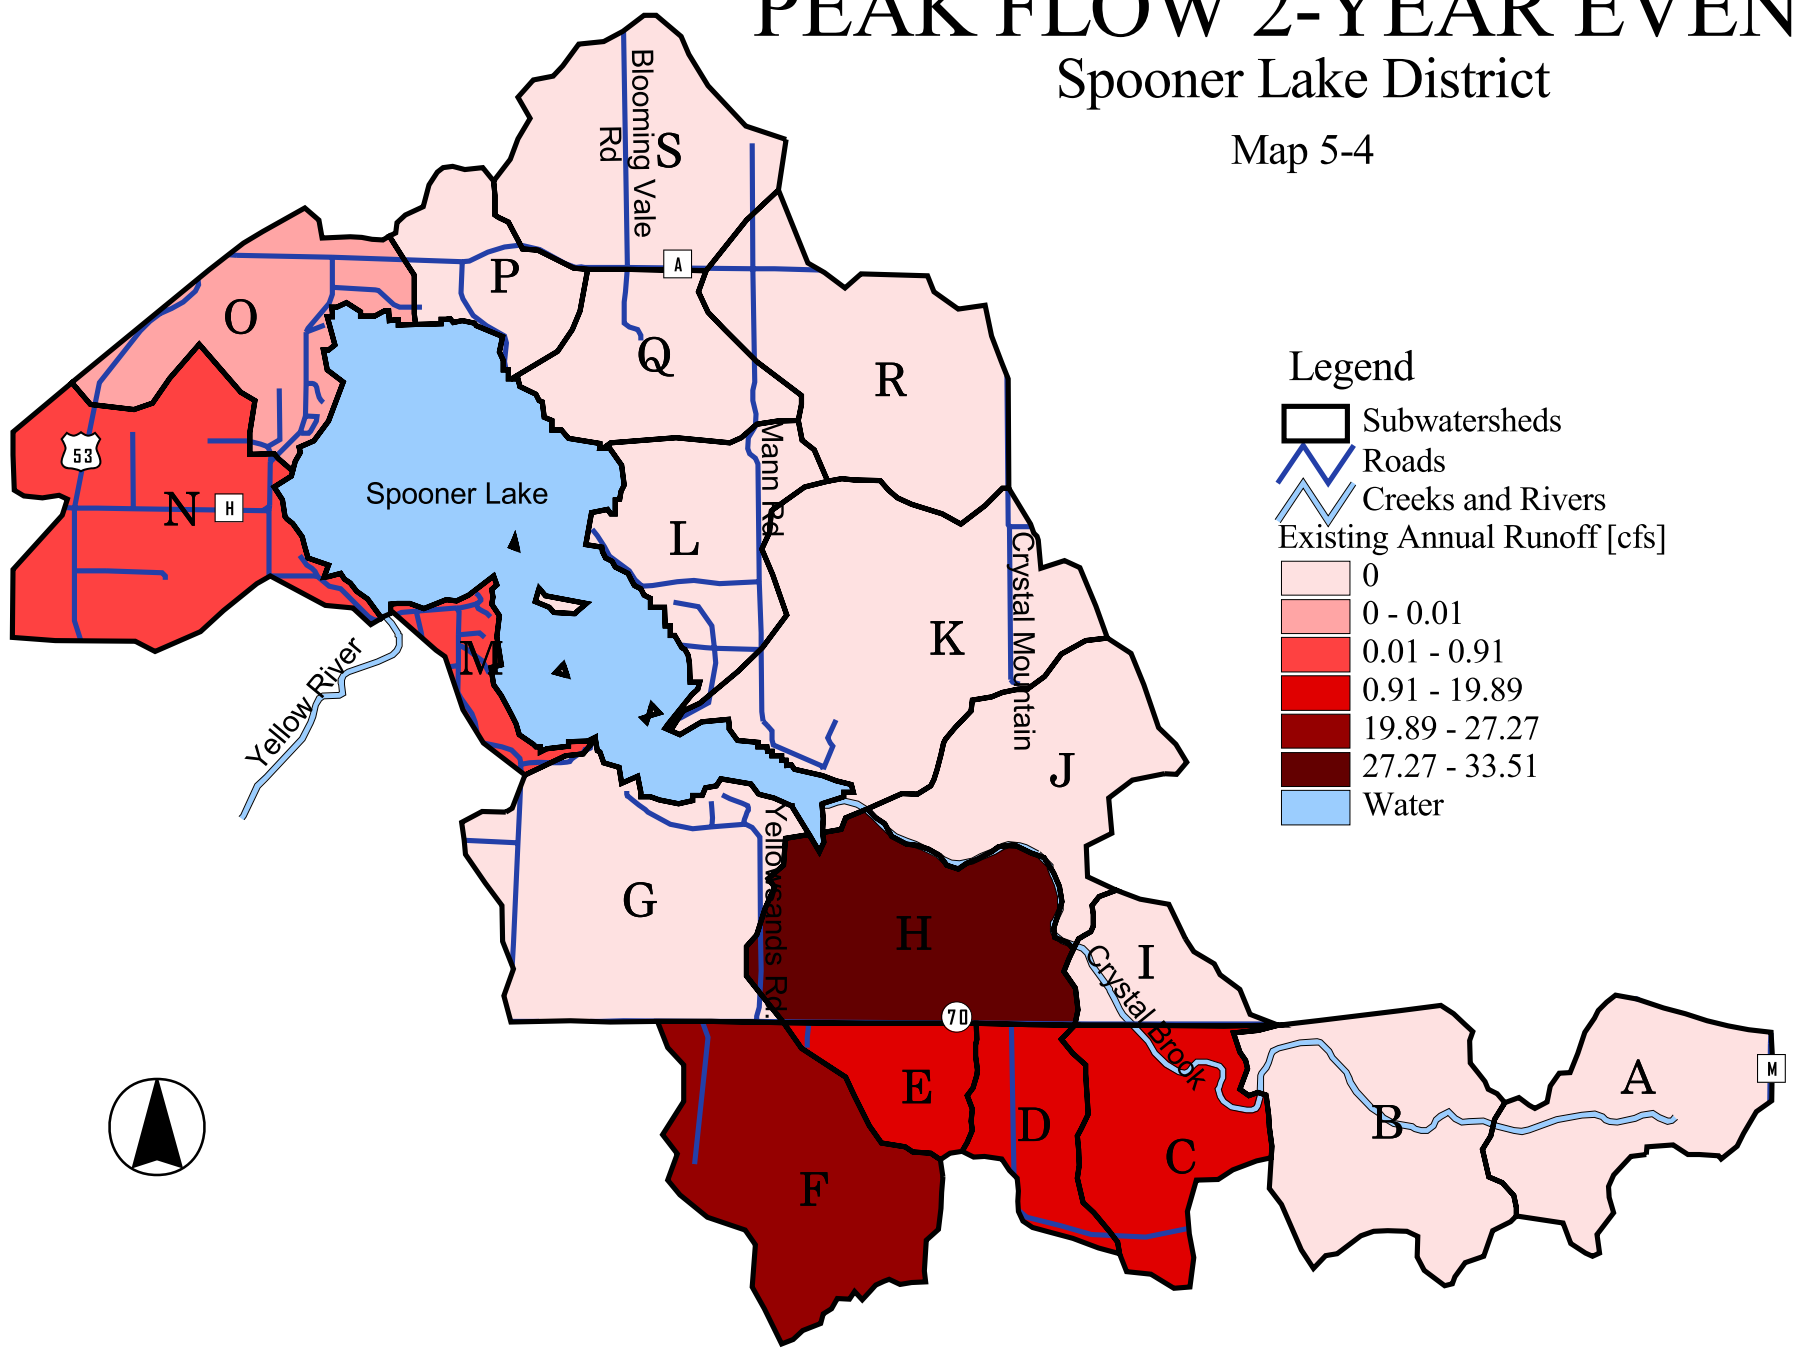 PEAK FLOW 2-YEAR EVEN
Spooner Lake District
Map 5-4
Blooming Vale
Rd
S
A
P
O
Q
R
53
N
H
Spooner Lake
L
Mann Rd
K
Crystal Mountain
M
Yellow River
J
G
Yellowsands Rd.
H
I
Crystal Brook
70
E
D
C
F
B
A
M
Legend
Subwatersheds
Roads
Creeks and Rivers
Existing Annual Runoff [cfs]
0
0 - 0.01
0.01 - 0.91
0.91 - 19.89
19.89 - 27.27
27.27 - 33.51
Water